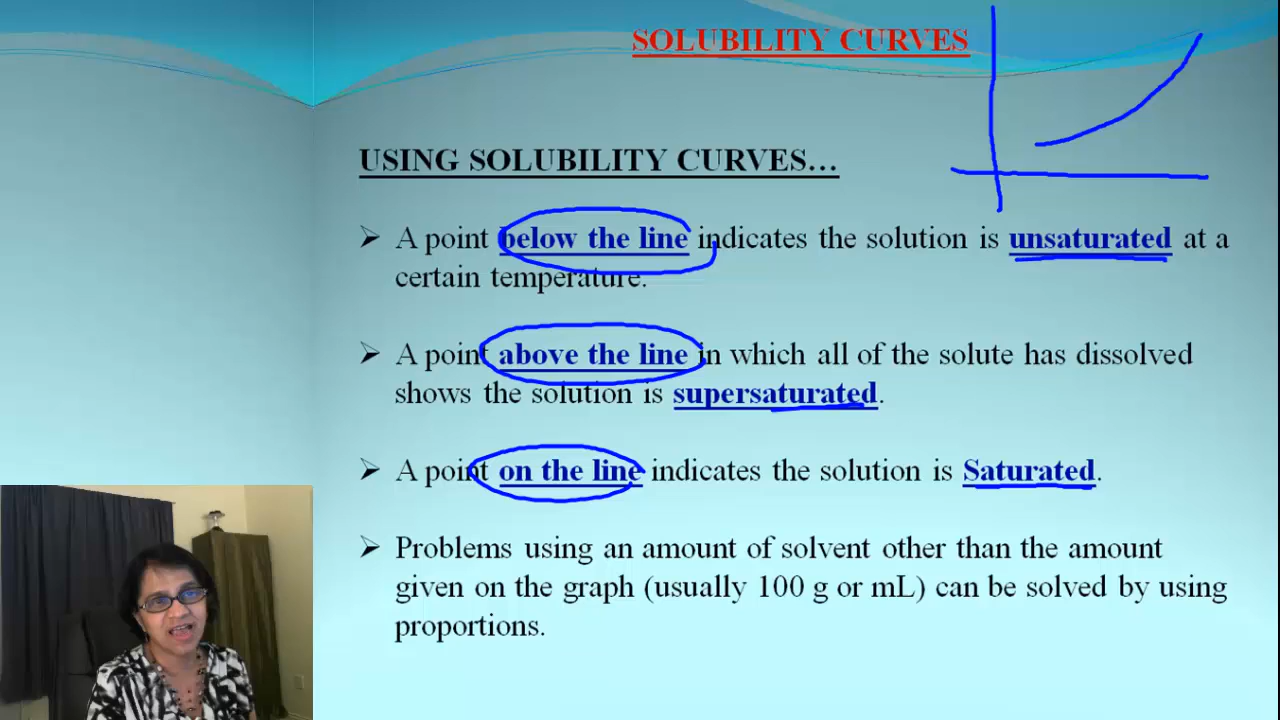 SOLUBILITY CURVES
USING SOLUBILITY CURVES...
➢ A point below the line indicates the solution is unsaturated at a
certain temperature.
➢ A point above the line in which all of the solute has dissolved
shows the solution is supersaturated.
➢ A point on the line indicates the solution is Saturated.
➢ Problems using an amount of solvent other than the amount
given on the graph (usually 100 g or mL) can be solved by using
proportions.